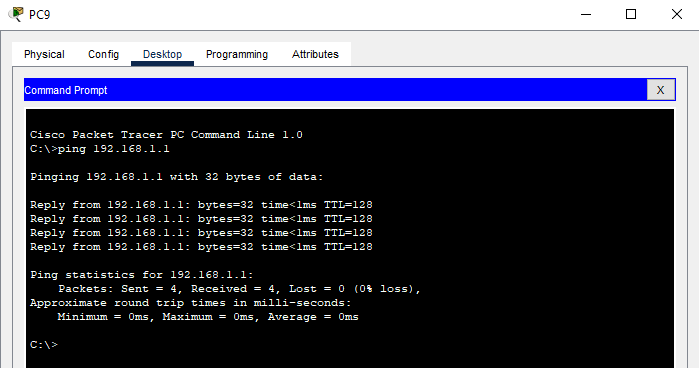 PC9
Physical Config Desktop Programming Attributes
Command Prompt X
Cisco Packet Tracer PC Command Line 1.0
C:\>ping 192.168.1.1
Pinging 192.168.1.1 with 32 bytes of data:
Reply from 192.168.1.1: bytes=32 time<1ms TTL=128
Reply from 192.168.1.1: bytes=32 time<1ms TTL=128
Reply from 192.168.1.1: bytes=32 time<1ms TTL=128
Reply from 192.168.1.1: bytes=32 time<1ms TTL=128
Ping statistics for 192.168.1.1:
    Packets: Sent = 4, Received = 4, Lost = 0 (0% loss),
Approximate round trip times in milli-seconds:
    Minimum = 0ms, Maximum = 0ms, Average = 0ms
C:\>